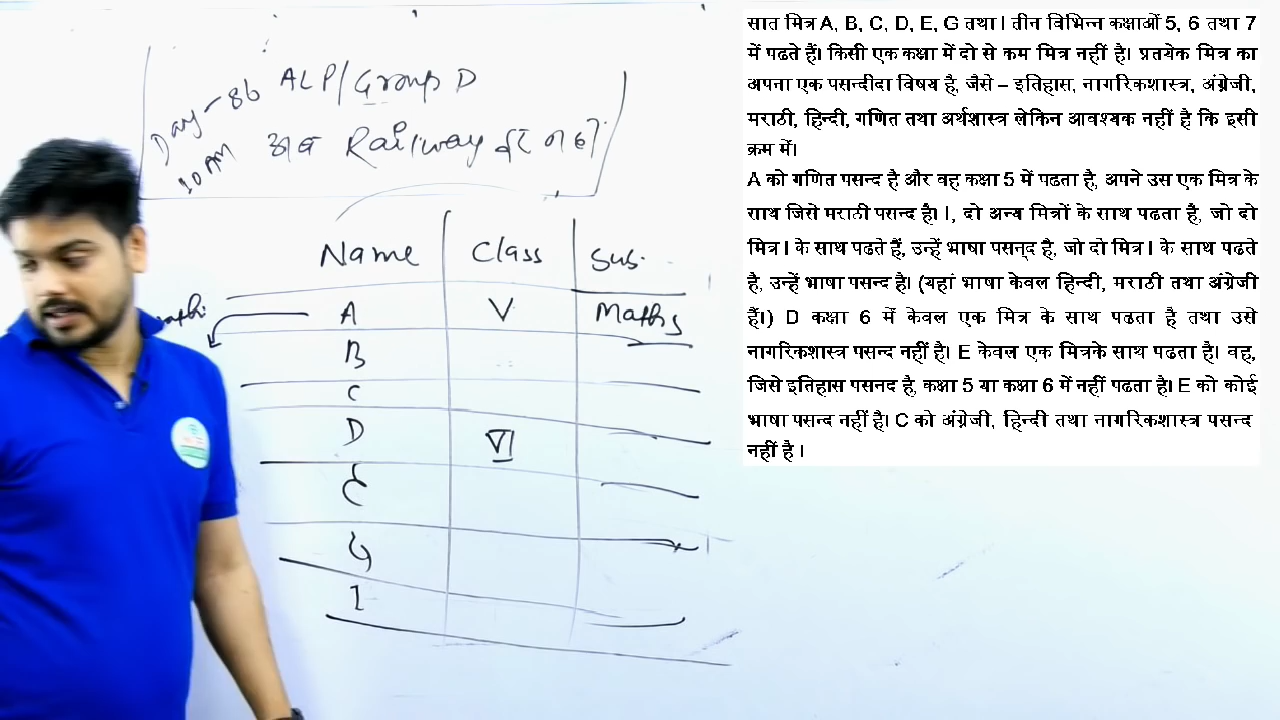 Day-86 ALP/Group D
10AM अब Railway दूर नहीं
Name Class Sub.
A V Maths
B
C
D VI
E
G
I
सात मित्र A, B, C, D, E, G तथा I तीन विभिन्न कक्षाओं 5, 6 तथा 7
में पढते हैं। किसी एक कक्षा में दो से कम मित्र नहीं है। प्रतयेक मित्र का
अपना एक पसन्दीदा विषय है, जैसे – इतिहास, नागरिकशास्त्र, अंग्रेजी,
मराठी, हिन्दी, गणित तथा अर्थशास्त्र लेकिन आवश्यक नहीं है कि इसी
क्रम में।
A को गणित पसन्द है और वह कक्षा 5 में पढता है, अपने उस एक मित्र के
साथ जिसे मराठी पसन्द है। I, दो अन्य मित्रों के साथ पढता है, जो दो
मित्र I के साथ पढते हैं, उन्हें भाषा पसन्द है, जो दो मित्र I के साथ पढते
है, उन्हें भाषा पसन्द है। (यहां भाषा केवल हिन्दी, मराठी तथा अंग्रेजी
हैं।) D कक्षा 6 में केवल एक मित्र के साथ पढता है तथा उसे
नागरिकशास्त्र पसन्द नहीं है। E केवल एक मित्रके साथ पढता है। वह,
जिसे इतिहास पसनद है, कक्षा 5 या कक्षा 6 में नहीं पढता है। E को कोई
भाषा पसन्द नहीं है। C को अंग्रेजी, हिन्दी तथा नागरिकशास्त्र पसन्द
नहीं है ।